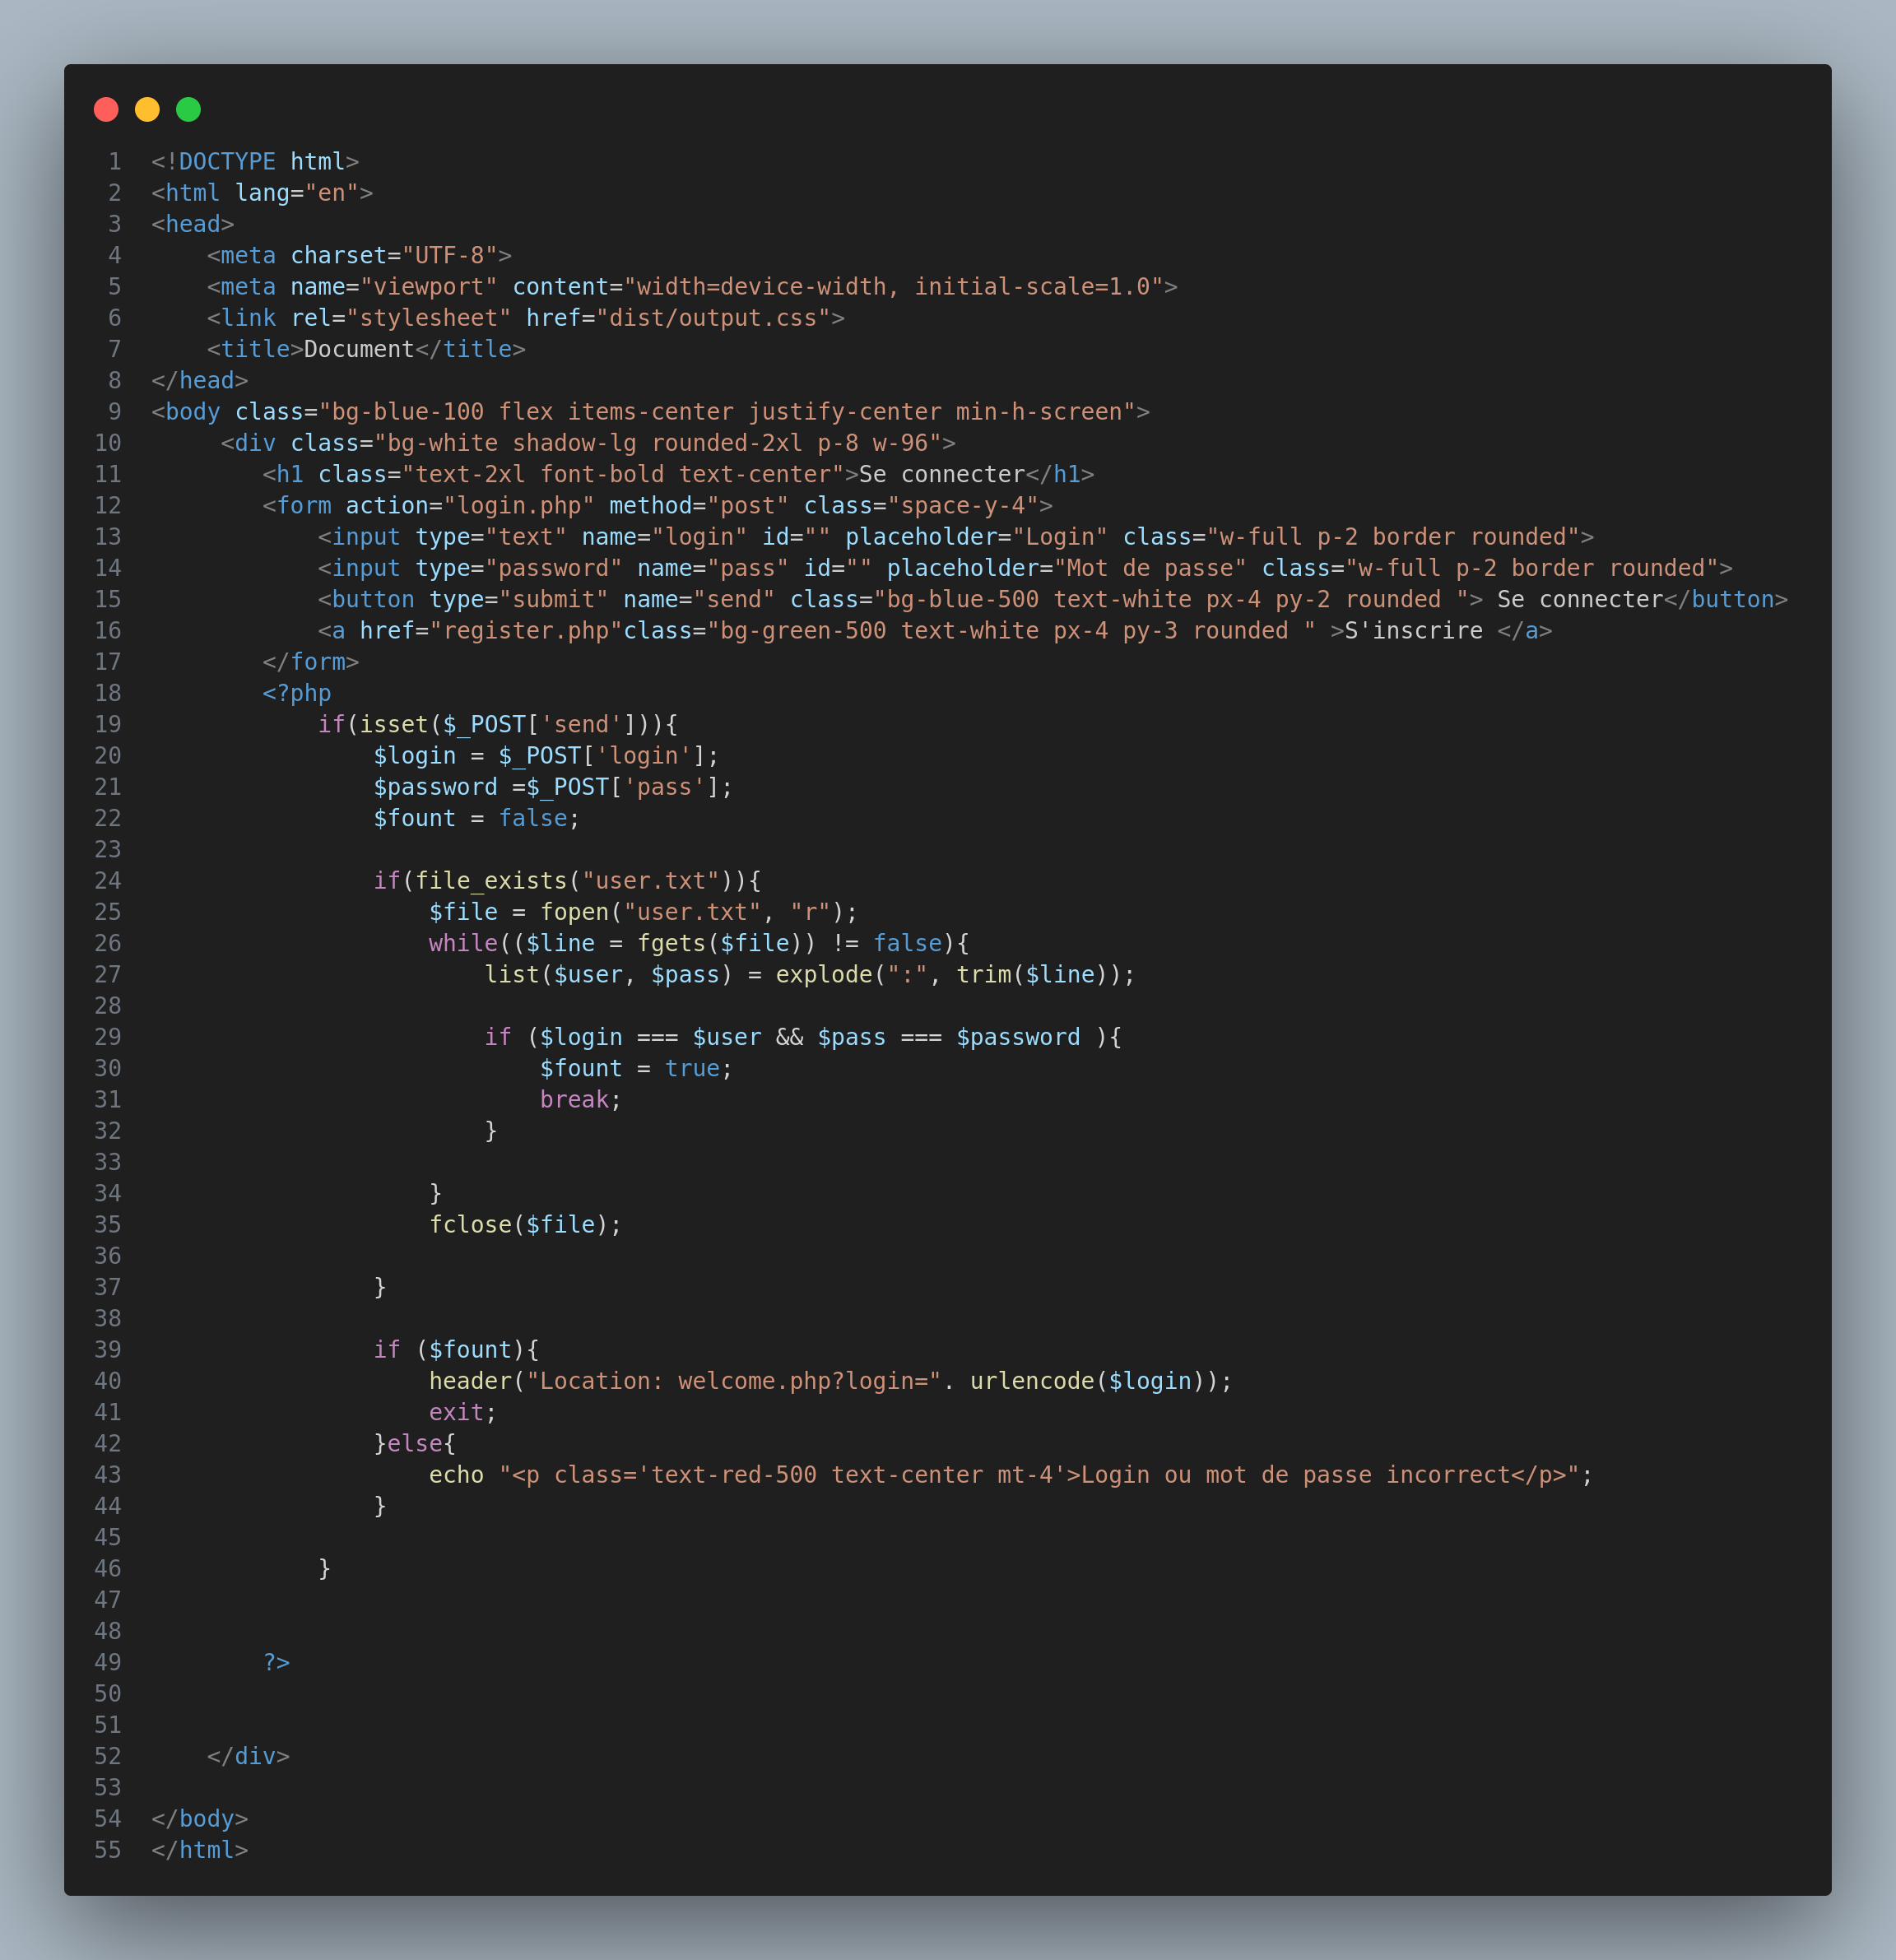 1 <!DOCTYPE html>
2 <html lang="en">
3 <head>
4     <meta charset="UTF-8">
5     <meta name="viewport" content="width=device-width, initial-scale=1.0">
6     <link rel="stylesheet" href="dist/output.css">
7     <title>Document</title>
8 </head>
9 <body class="bg-blue-100 flex items-center justify-center min-h-screen">
10      <div class="bg-white shadow-lg rounded-2xl p-8 w-96">
11         <h1 class="text-2xl font-bold text-center">Se connecter</h1>
12         <form action="login.php" method="post" class="space-y-4">
13             <input type="text" name="login" id="" placeholder="Login" class="w-full p-2 border rounded">
14             <input type="password" name="pass" id="" placeholder="Mot de passe" class="w-full p-2 border rounded">
15             <button type="submit" name="send" class="bg-blue-500 text-white px-4 py-2 rounded "> Se connecter</button>
16             <a href="register.php"class="bg-green-500 text-white px-4 py-3 rounded " >S'inscrire </a>
17         </form>
18         <?php
19             if(isset($_POST['send'])){
20                 $login = $_POST['login'];
21                 $password =$_POST['pass'];
22                 $fount = false;
23
24                 if(file_exists("user.txt")){
25                     $file = fopen("user.txt", "r");
26                     while(($line = fgets($file)) != false){
27                         list($user, $pass) = explode(":", trim($line));
28
29                         if ($login === $user && $pass === $password ){
30                             $fount = true;
31                             break;
32                         }
33
34                     }
35                     fclose($file);
36
37                 }
38
39                 if ($fount){
40                     header("Location: welcome.php?login=". urlencode($login));
41                     exit;
42                 }else{
43                     echo "<p class='text-red-500 text-center mt-4'>Login ou mot de passe incorrect</p>";
44                 }
45
46             }
47
48
49         ?>
50
51
52     </div>
53
54 </body>
55 </html>